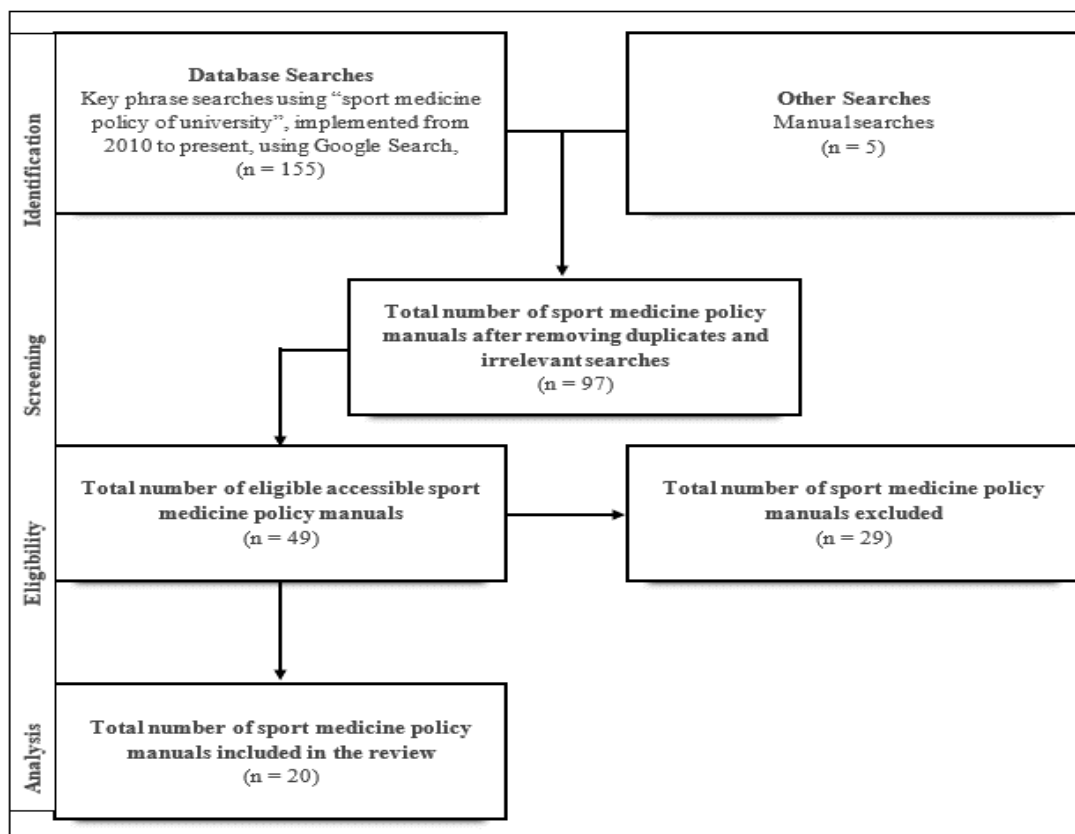 Identification
Database Searches
Key phrase searches using “sport medicine
policy of university”, implemented from
2010 to present, using Google Search,
(n = 155)
Other Searches
Manual searches
(n = 5)
Screening
Total number of sport medicine policy
manuals after removing duplicates and
irrelevant searches
(n = 97)
Eligibility
Total number of eligible accessible sport
medicine policy manuals
(n = 49)
Total number of sport medicine policy
manuals excluded
(n = 29)
Analysis
Total number of sport medicine policy
manuals included in the review
(n = 20)